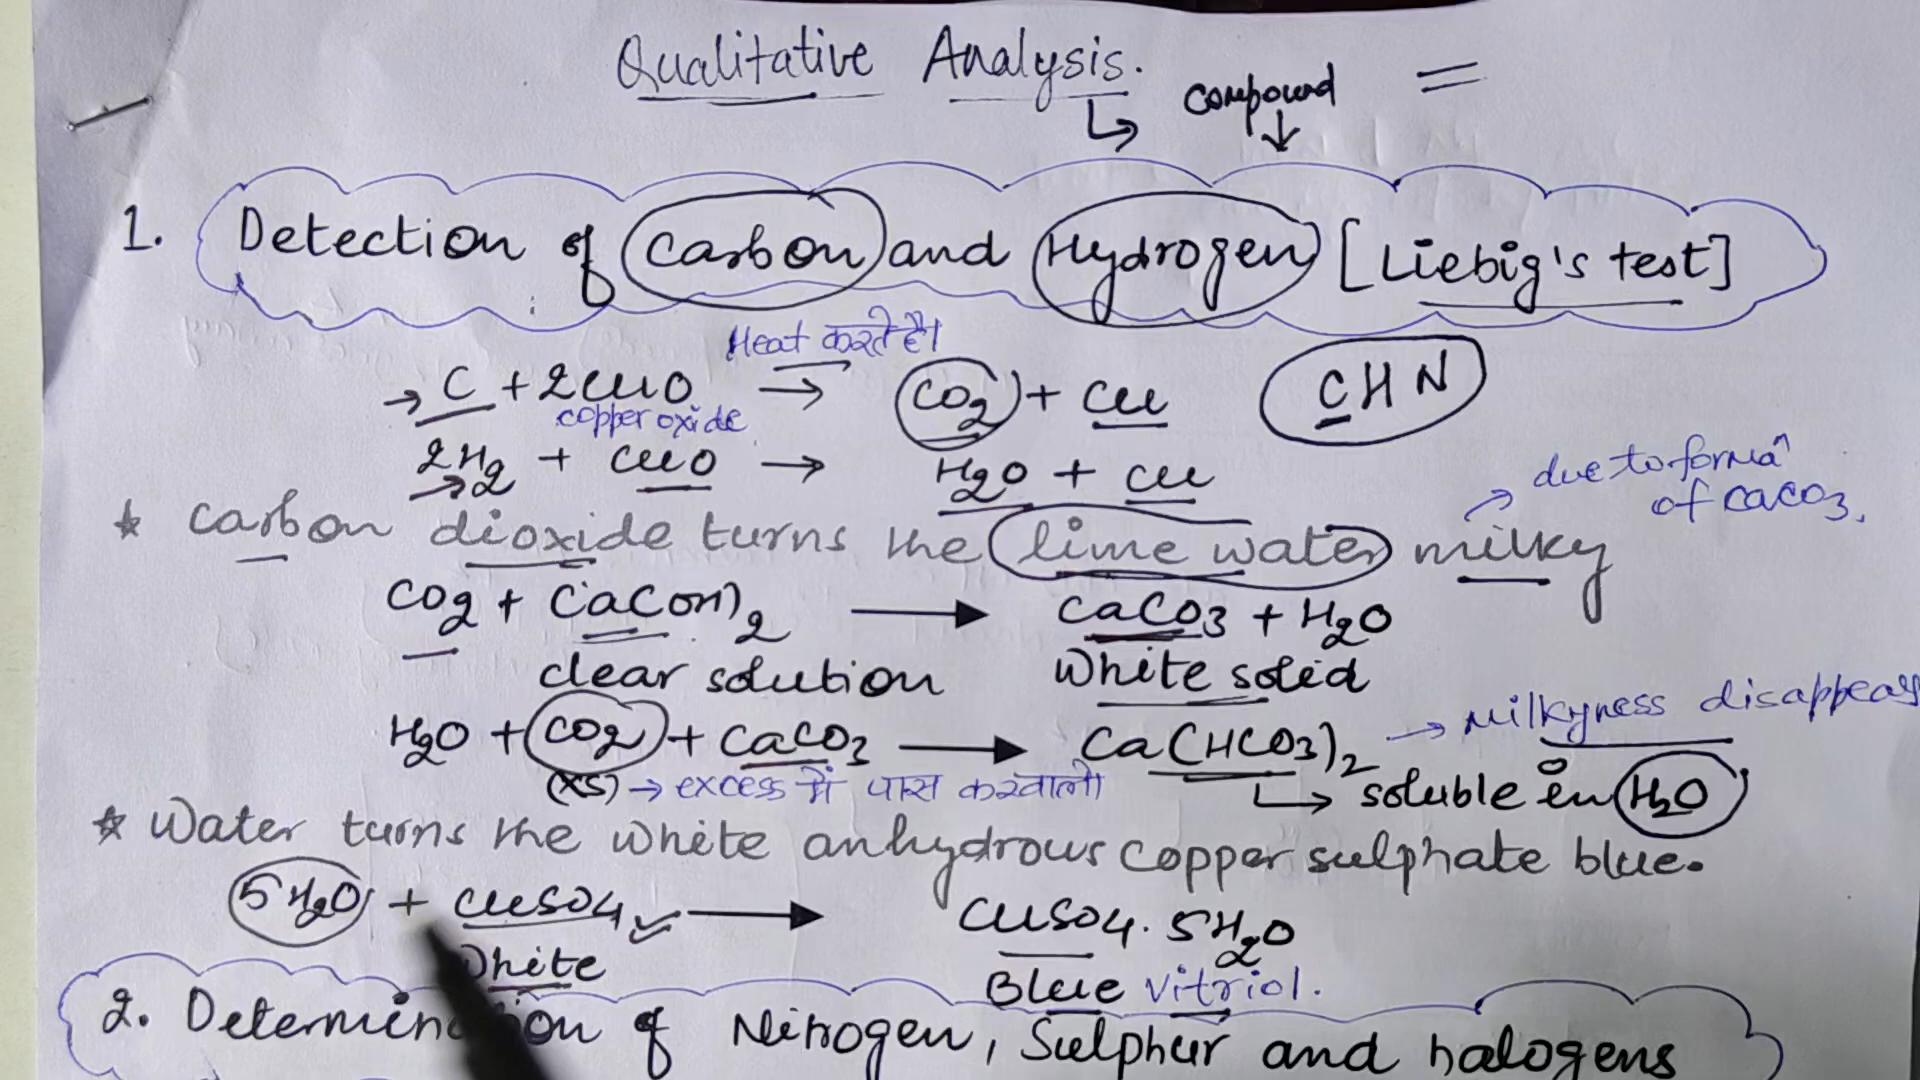 Qualitative Analysis.
compound
1. Detection of Carbon and Hydrogen [Liebig's test]
Heat करते है।
C + 2CuO → CO2 + Cu
copper oxide
CHN
2H2 + CuO → H2O + Cu
due to forma^n
of CaCO3.
* Carbon dioxide turns the lime water milky
CO2 + Ca(OH)2 → CaCO3 + H2O
clear solution White solid
H2O + CO2 + CaCO3 → Ca(HCO3)2 → Milkyness disappears
(XS) → excess में पास करवाली
↳ soluble in H2O
* Water turns the white anhydrous copper sulphate blue.
5H2O + CuSO4 → CuSO4.5H2O
White Blue vitriol.
2. Determination of Nitrogen, Sulphur and halogens